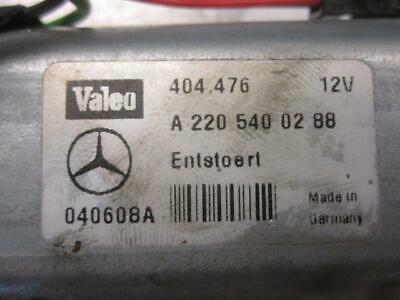 Valeo
404.476 12V
A 220 540 02 88
Entstoert
040608A
Made in
Germany